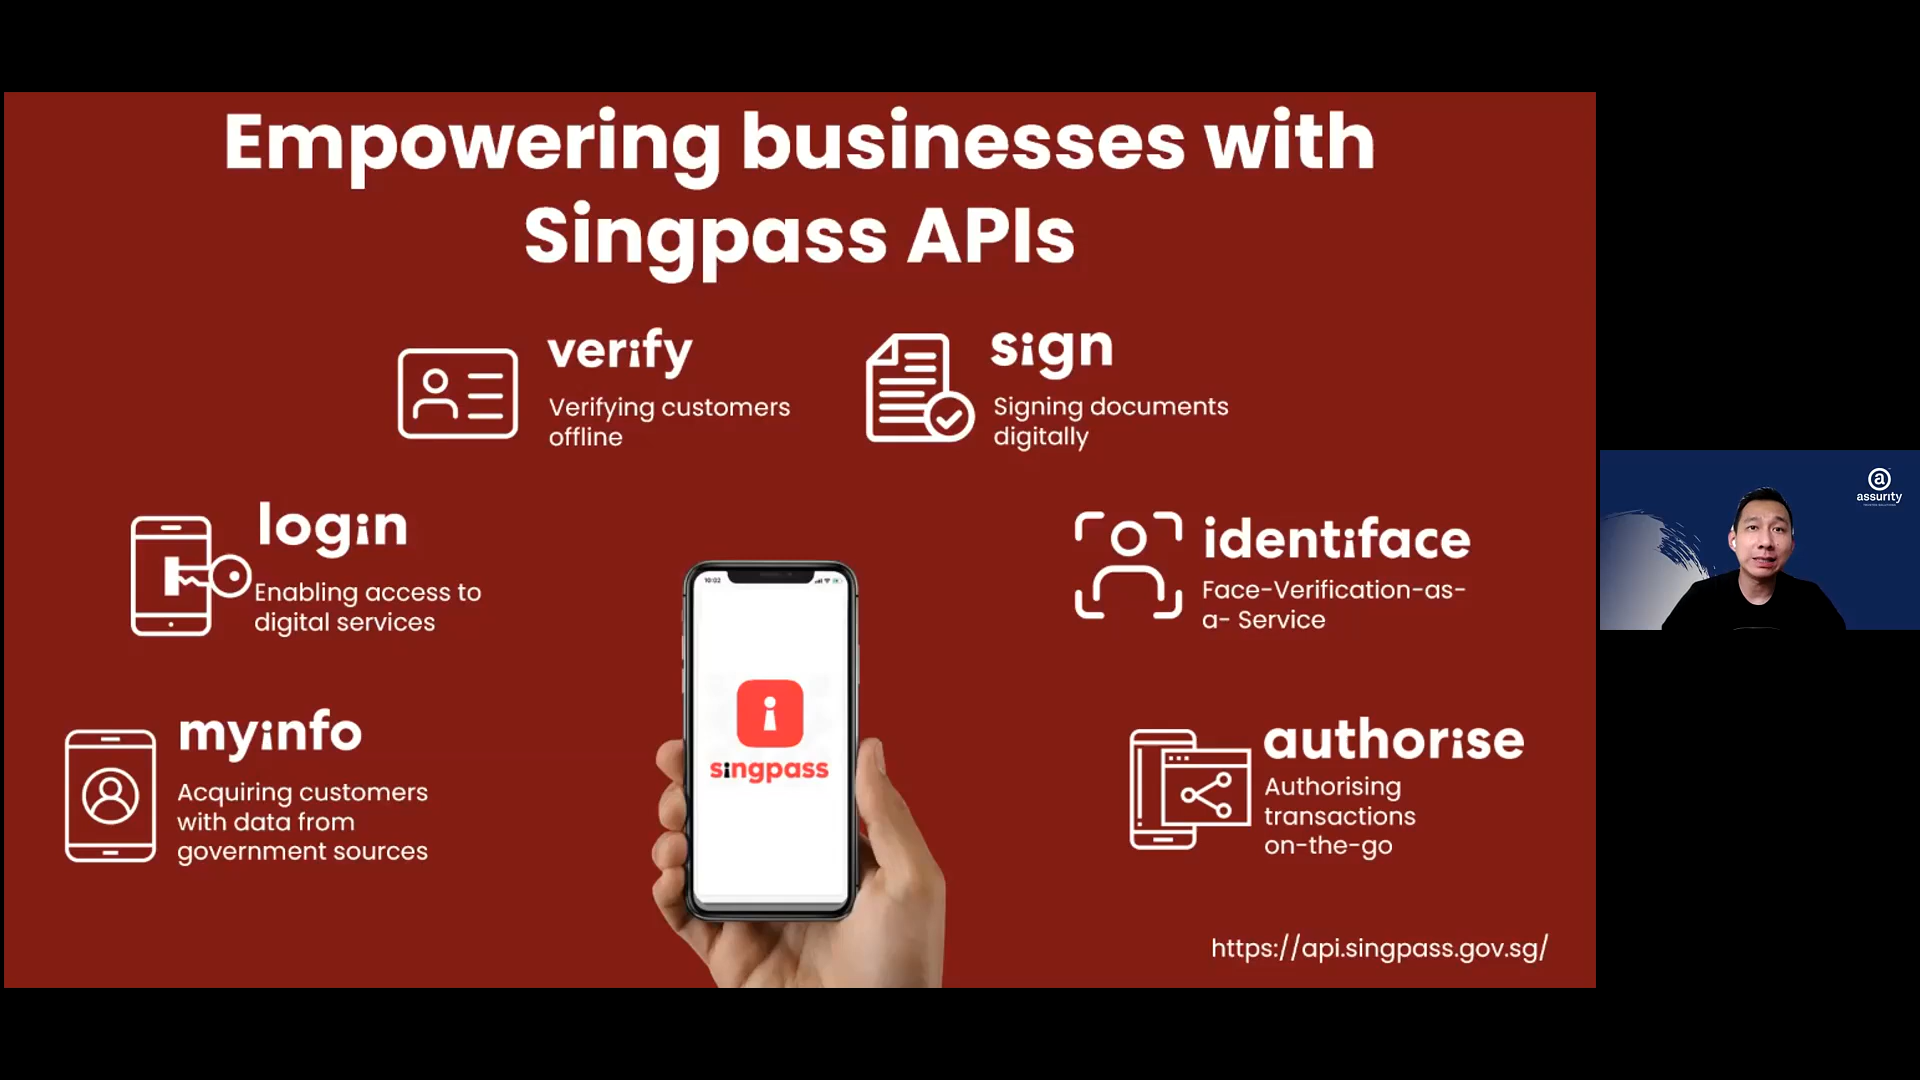 Empowering businesses with
Singpass APIs
verify
Verifying customers
offline
sign
Signing documents
digitally
login
Enabling access to
digital services
identiface
Face-Verification-as-
a- Service
myinfo
Acquiring customers
with data from
government sources
authorise
Authorising
transactions
on-the-go
10:02
singpass
https://api.singpass.gov.sg/
a
assurity